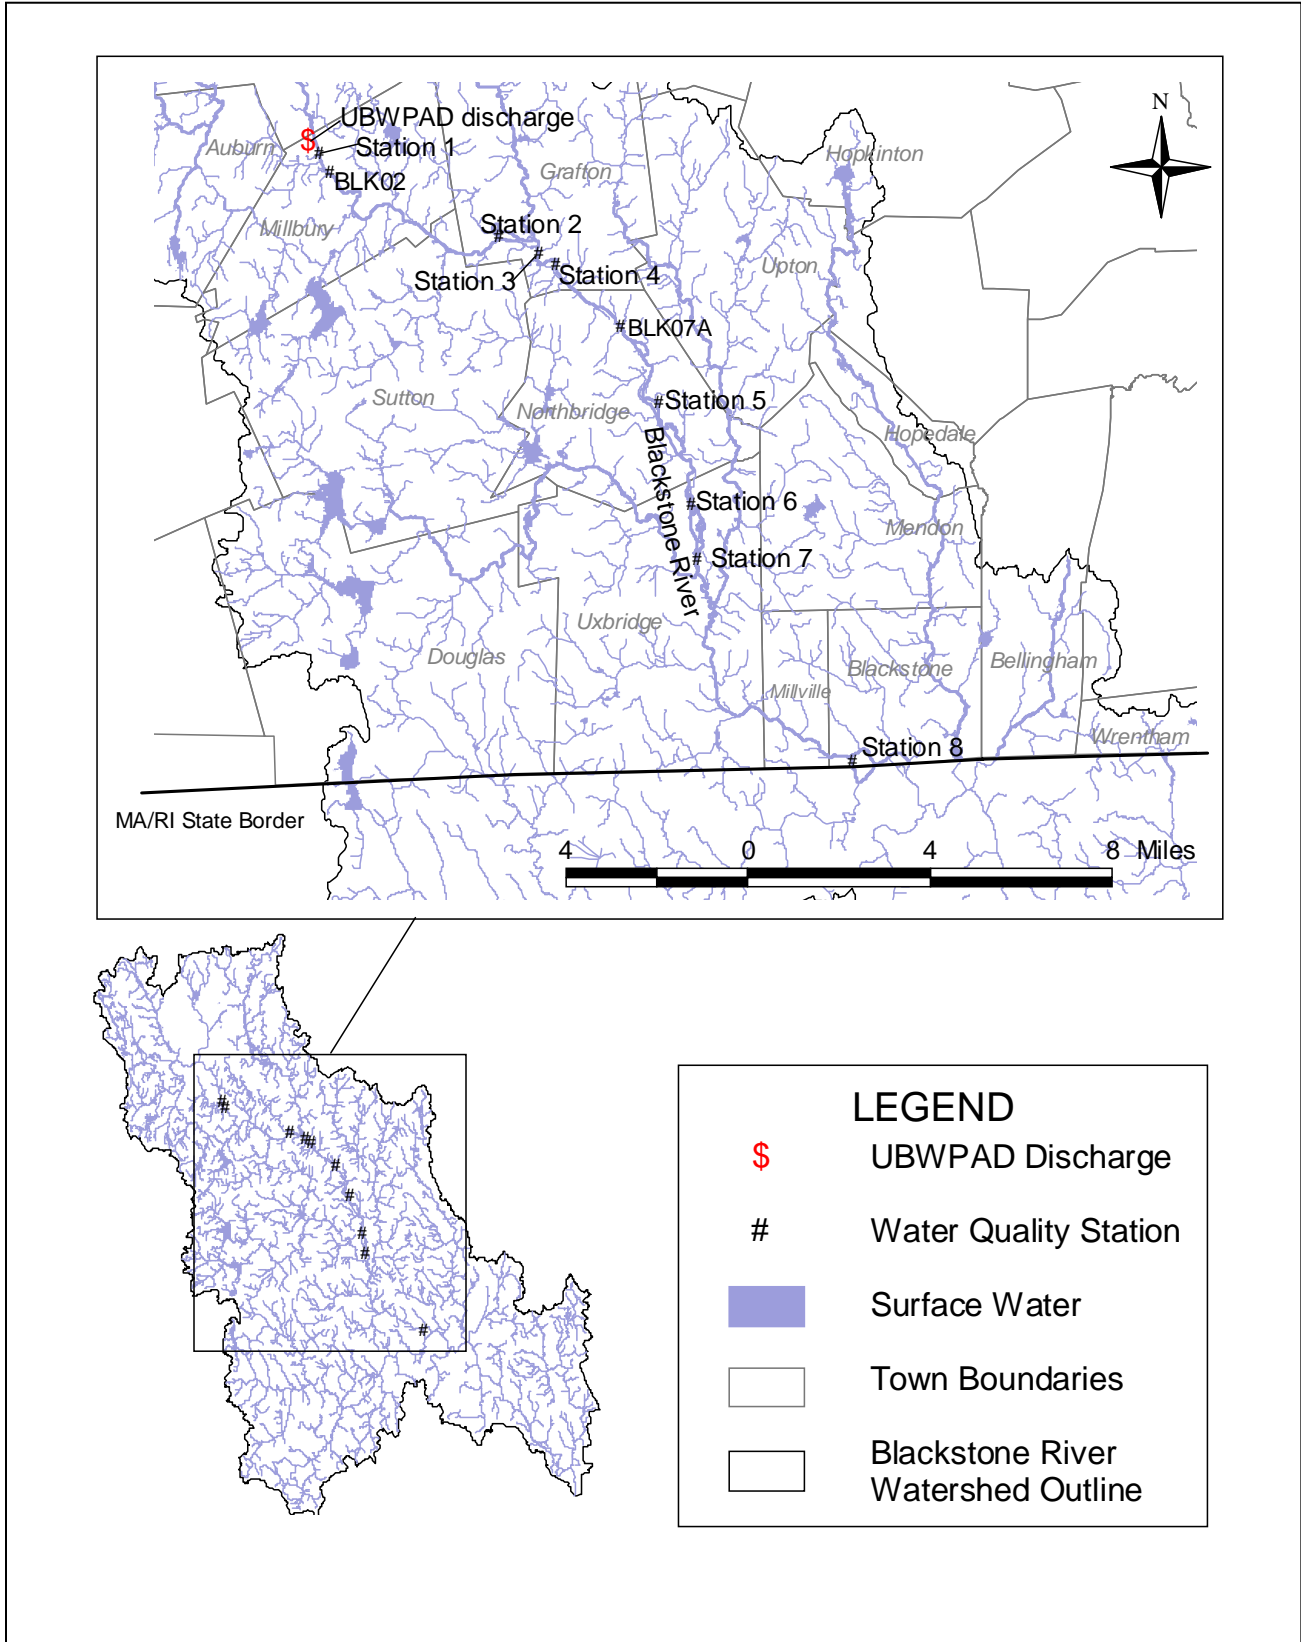 N
UBWPAD discharge
$
Auburn
Station 1
Hopkinton
Grafton
# BLK02
Millbury
Station 2
Station 3
# Station 4
Upton
# BLK07A
Sutton
Northbridge
# Station 5
Hopedale
Blackstone River
# Station 6
Mendon
# Station 7
Uxbridge
Douglas
Blackstone
Bellingham
Millville
Wrentham
# Station 8
MA/RI State Border
4 0 4 8 Miles
LEGEND
$ UBWPAD Discharge
# Water Quality Station
Surface Water
Town Boundaries
Blackstone River
Watershed Outline